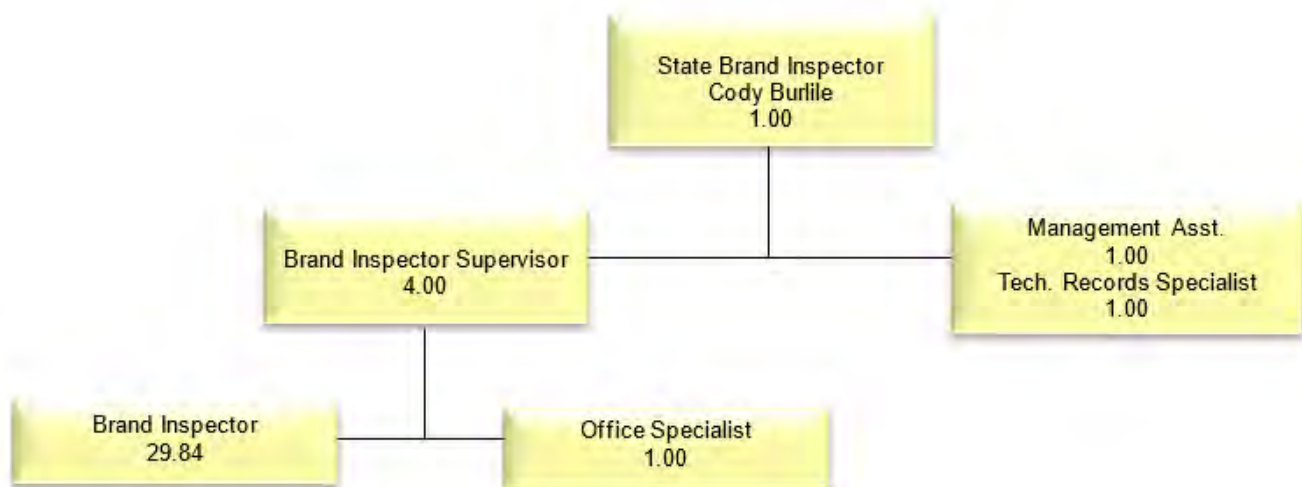 State Brand Inspector
Cody Burlile
1.00
Brand Inspector Supervisor
4.00
Management Asst.
1.00
Tech. Records Specialist
1.00
Brand Inspector
29.84
Office Specialist
1.00